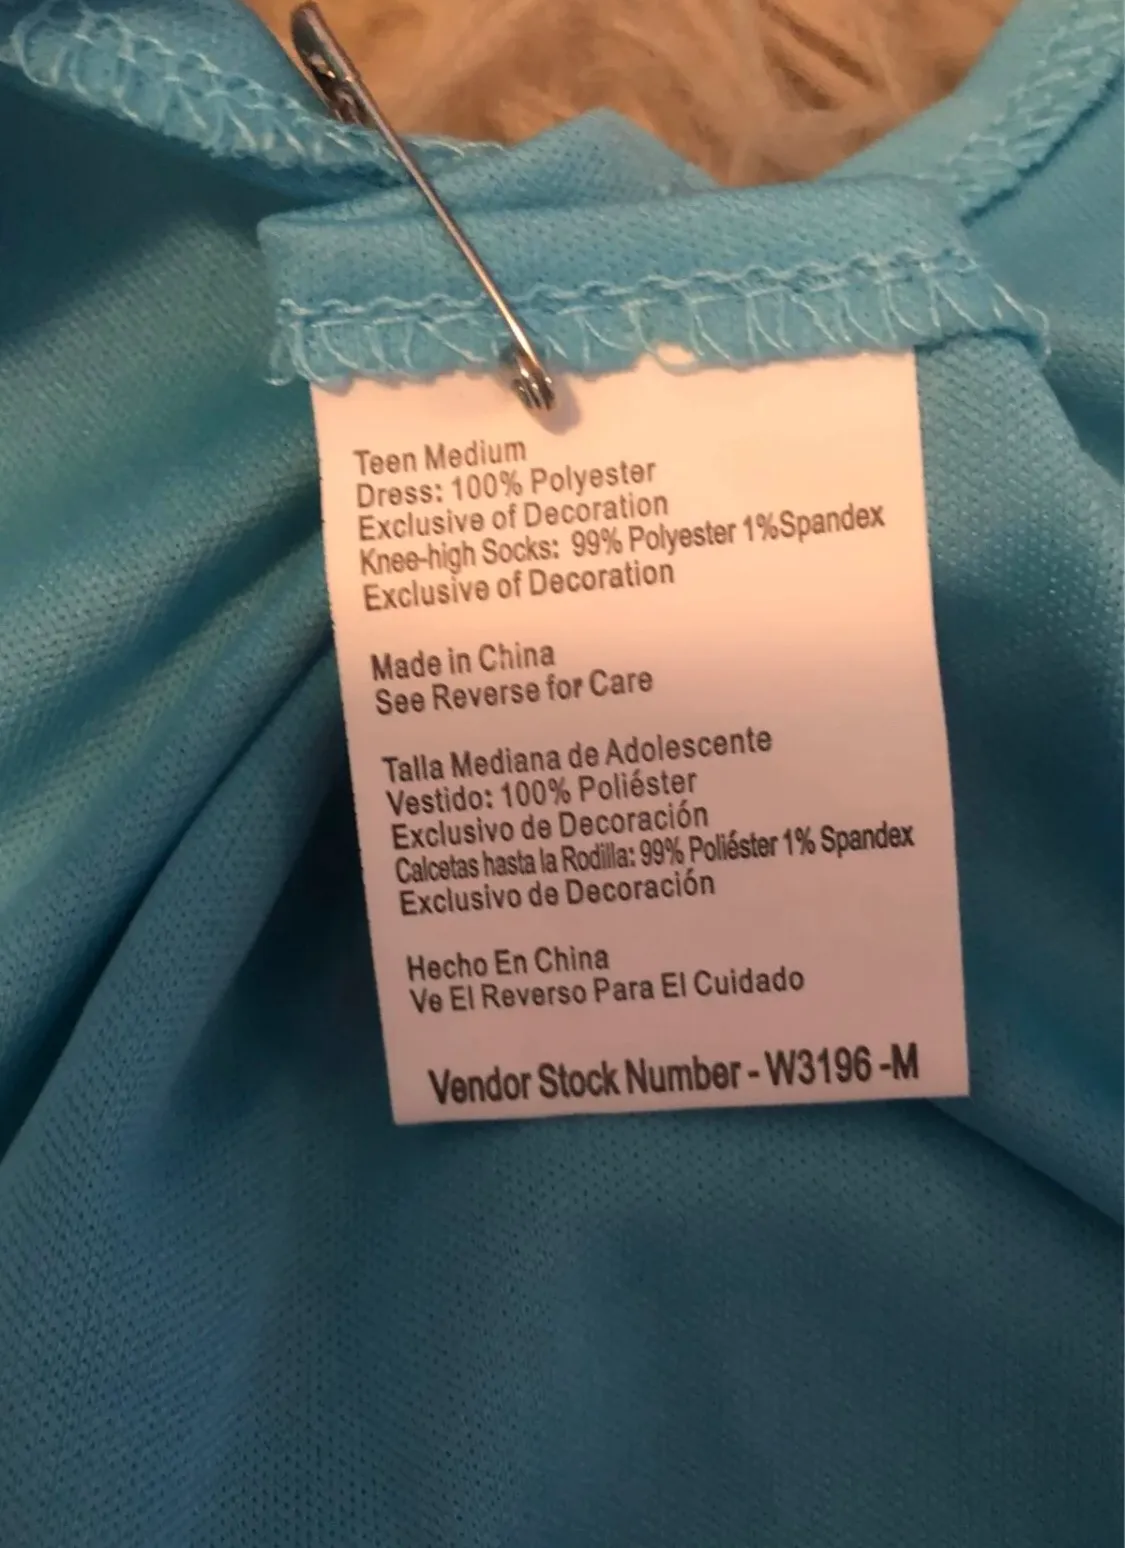 Teen Medium
Dress: 100% Polyester
Exclusive of Decoration
Knee-high Socks: 99% Polyester 1%Spandex
Exclusive of Decoration
Made in China
See Reverse for Care
Talla Mediana de Adolescente
Vestido: 100% Poliéster
Exclusivo de Decoración
Calcetas hasta la Rodilla: 99% Poliéster 1% Spandex
Exclusivo de Decoración
Hecho En China
Ve El Reverso Para El Cuidado
Vendor Stock Number - W3196 -M